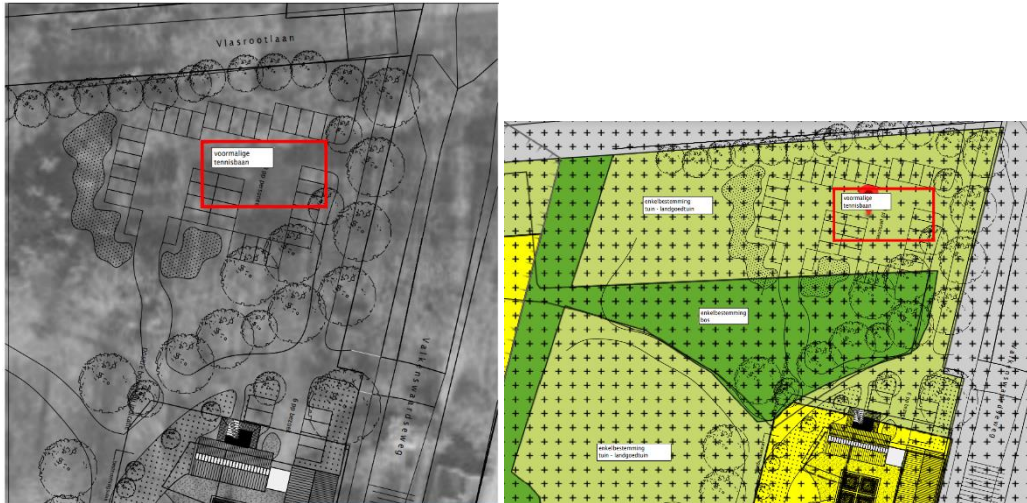 Vlasrootlaan
voormalige
tennisbaan
Valkenswaardseweg
enkelbestemming
tuin - landgoedtuin
voormalige
tennisbaan
enkelbestemming
bos
enkelbestemming
tuin - landgoedtuin